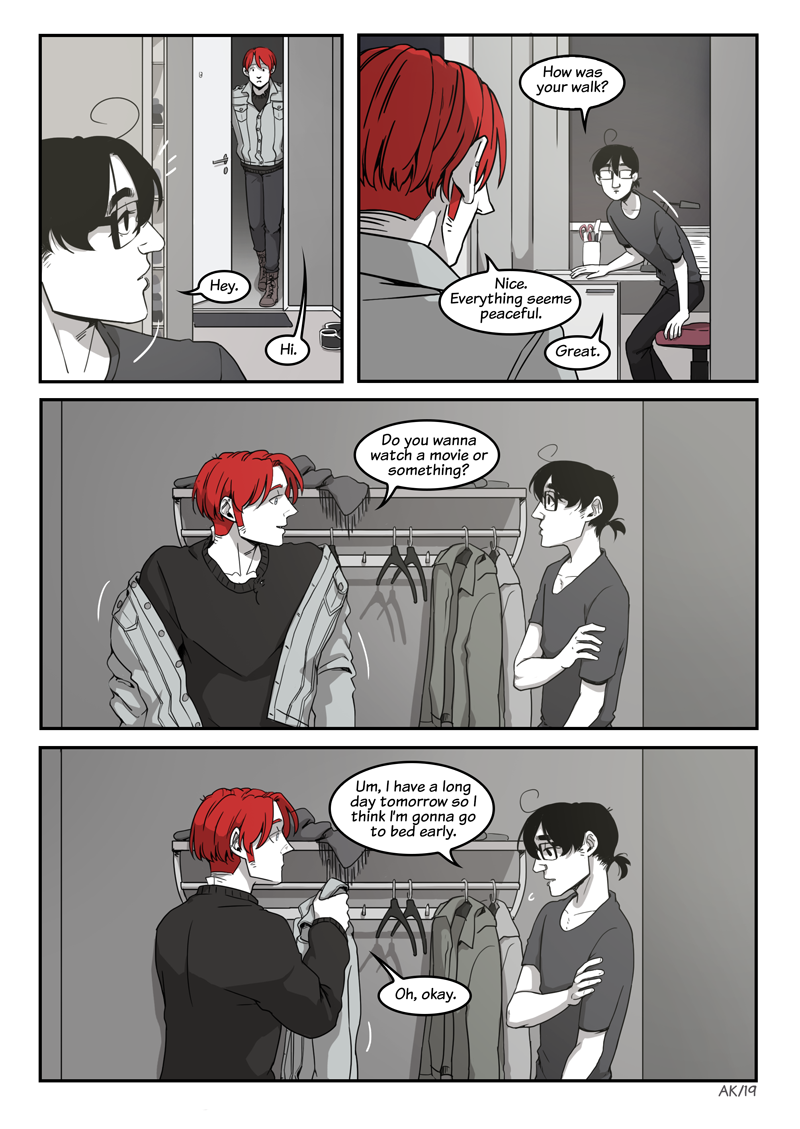 Hey.
Hi.
How was
your walk?
Nice.
Everything seems
peaceful.
Great.
Do you wanna
watch a movie or
something?
Um, I have a long
day tomorrow so I
think I'm gonna go
to bed early.
Oh, okay.
AK/19